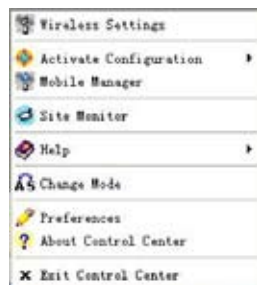 Wireless Settings
Activate Configuration
Mobile Manager
Site Monitor
Help
Change Mode
Preferences
About Control Center
Exit Control Center